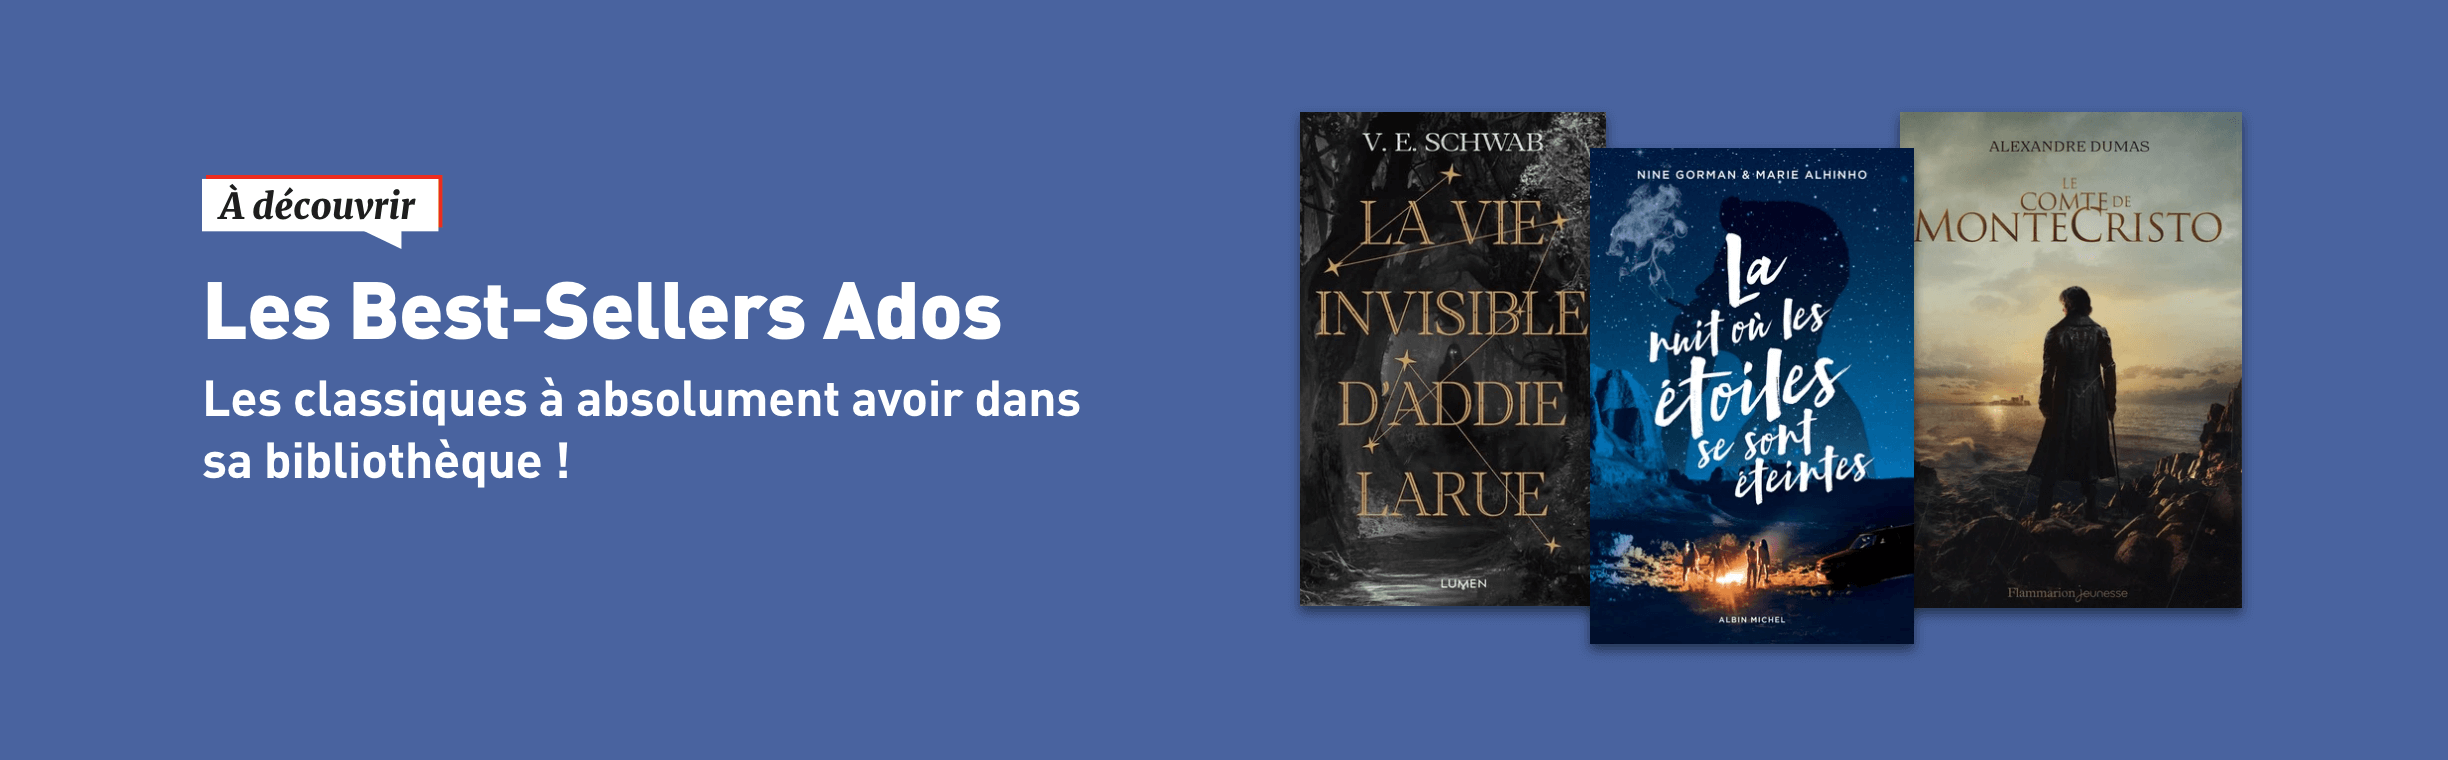 À découvrir
Les Best-Sellers Ados
Les classiques à absolument avoir dans
sa bibliothèque !
V. E. SCHWAB
LA VIE
INVISIBLE
D'ADDIE
LARUE
LUMEN
NINE GORMAN & MARIE ALHINHO
La
nuit où les
étoiles
se sont
éteintes
ALBIN MICHEL
ALEXANDRE DUMAS
LE
COMTE DE
MONTECRISTO
Flammarion jeunesse